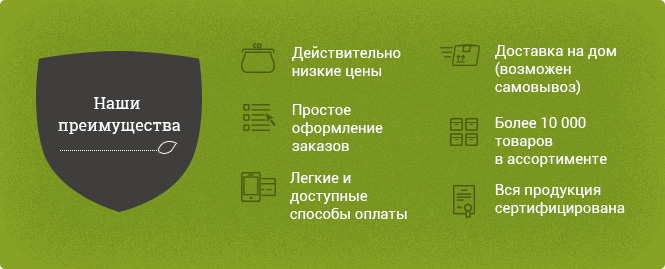 Наши
преимущества
Действительно
низкие цены
Простое
оформление
заказов
Легкие и
доступные
способы оплаты
Доставка на дом
(возможен
самовывоз)
Более 10 000
товаров
в ассортименте
Вся продукция
сертифицирована